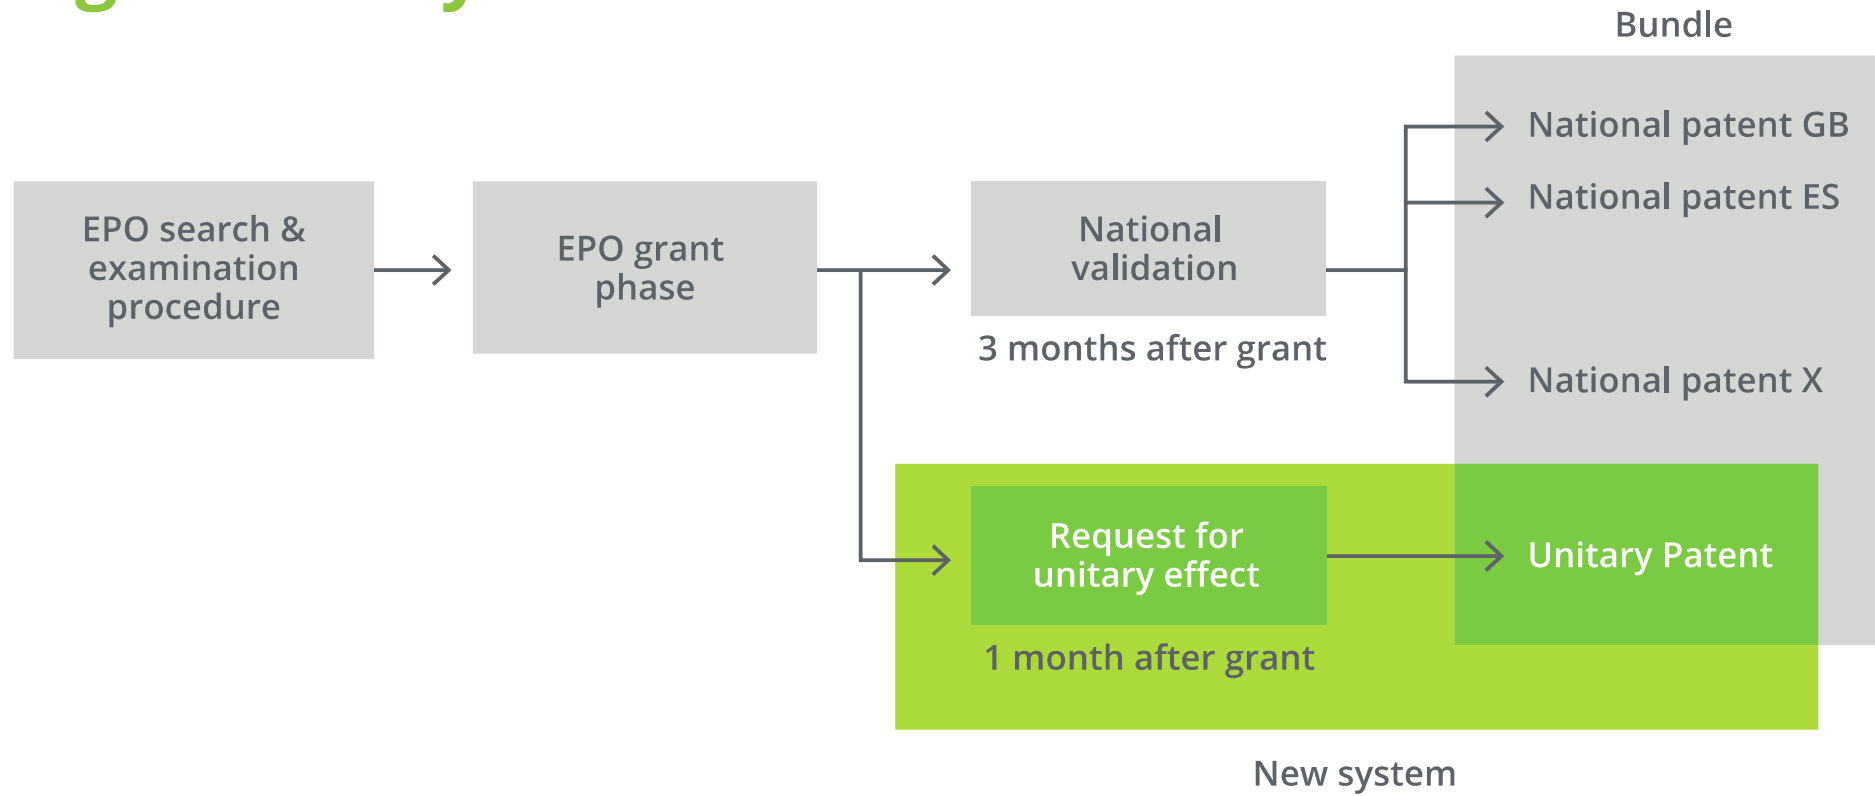 Bundle
National patent GB
National patent ES
National patent X
EPO search &
examination
procedure
EPO grant
phase
National
validation
3 months after grant
Request for
unitary effect
1 month after grant
Unitary Patent
New system